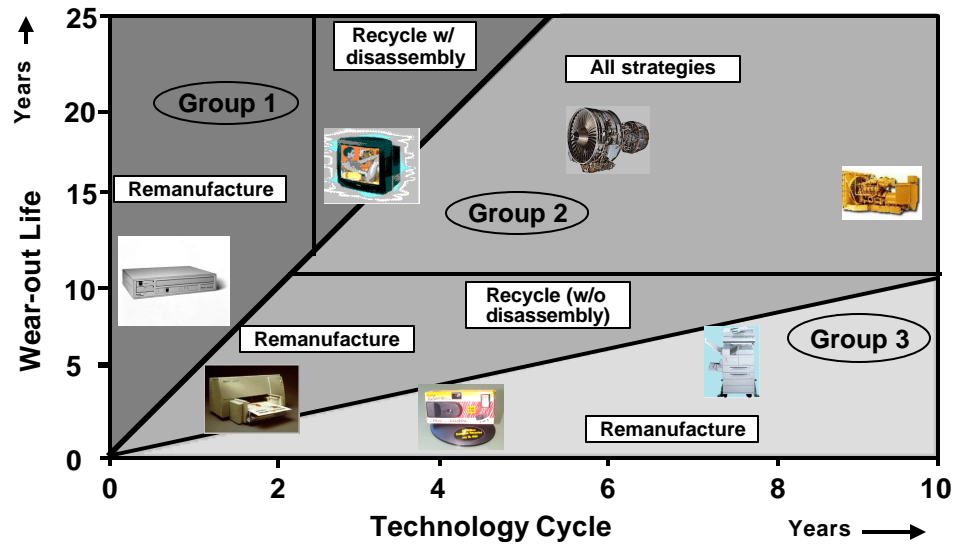 25
Years
20
15
10
5
0
Wear-out Life
Recycle w/
disassembly
All strategies
Group 1
Remanufacture
Group 2
Recycle (w/o
disassembly)
Remanufacture
Group 3
Remanufacture
0
2
4
6
8
10
Technology Cycle
Years